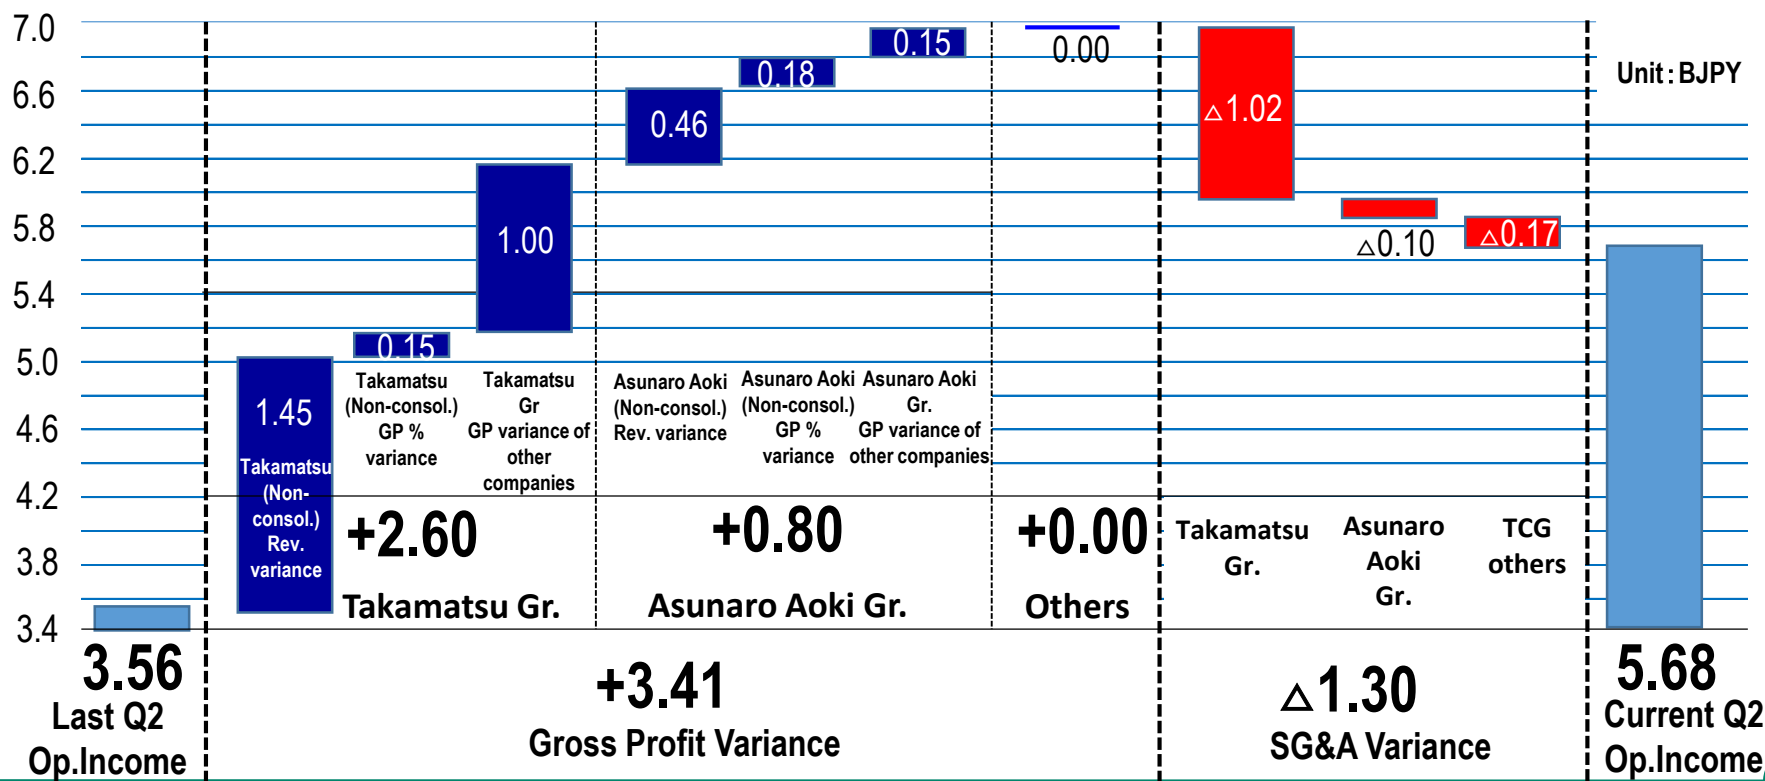 7.0
6.6
6.2
5.8
5.4
5.0
4.6
4.2
3.8
3.4
Unit:BJPY
1.45
Takamatsu
(Non-
consol.)
Rev.
variance
0.15
Takamatsu
(Non-consol.)
GP %
variance
1.00
Takamatsu
Gr
GP variance of
other
companies
0.46
Asunaro Aoki
(Non-consol.)
Rev. variance
0.18
Asunaro Aoki
(Non-consol.)
GP %
variance
0.15
Asunaro Aoki
Gr.
GP variance of
other companies
0.00
△1.02
△0.10
△0.17
+2.60
Takamatsu Gr.
+0.80
Asunaro Aoki Gr.
+0.00
Others
Takamatsu
Gr.
Asunaro
Aoki
Gr.
TCG
others
3.56
Last Q2
Op.Income
+3.41
Gross Profit Variance
△1.30
SG&A Variance
5.68
Current Q2
Op.Income